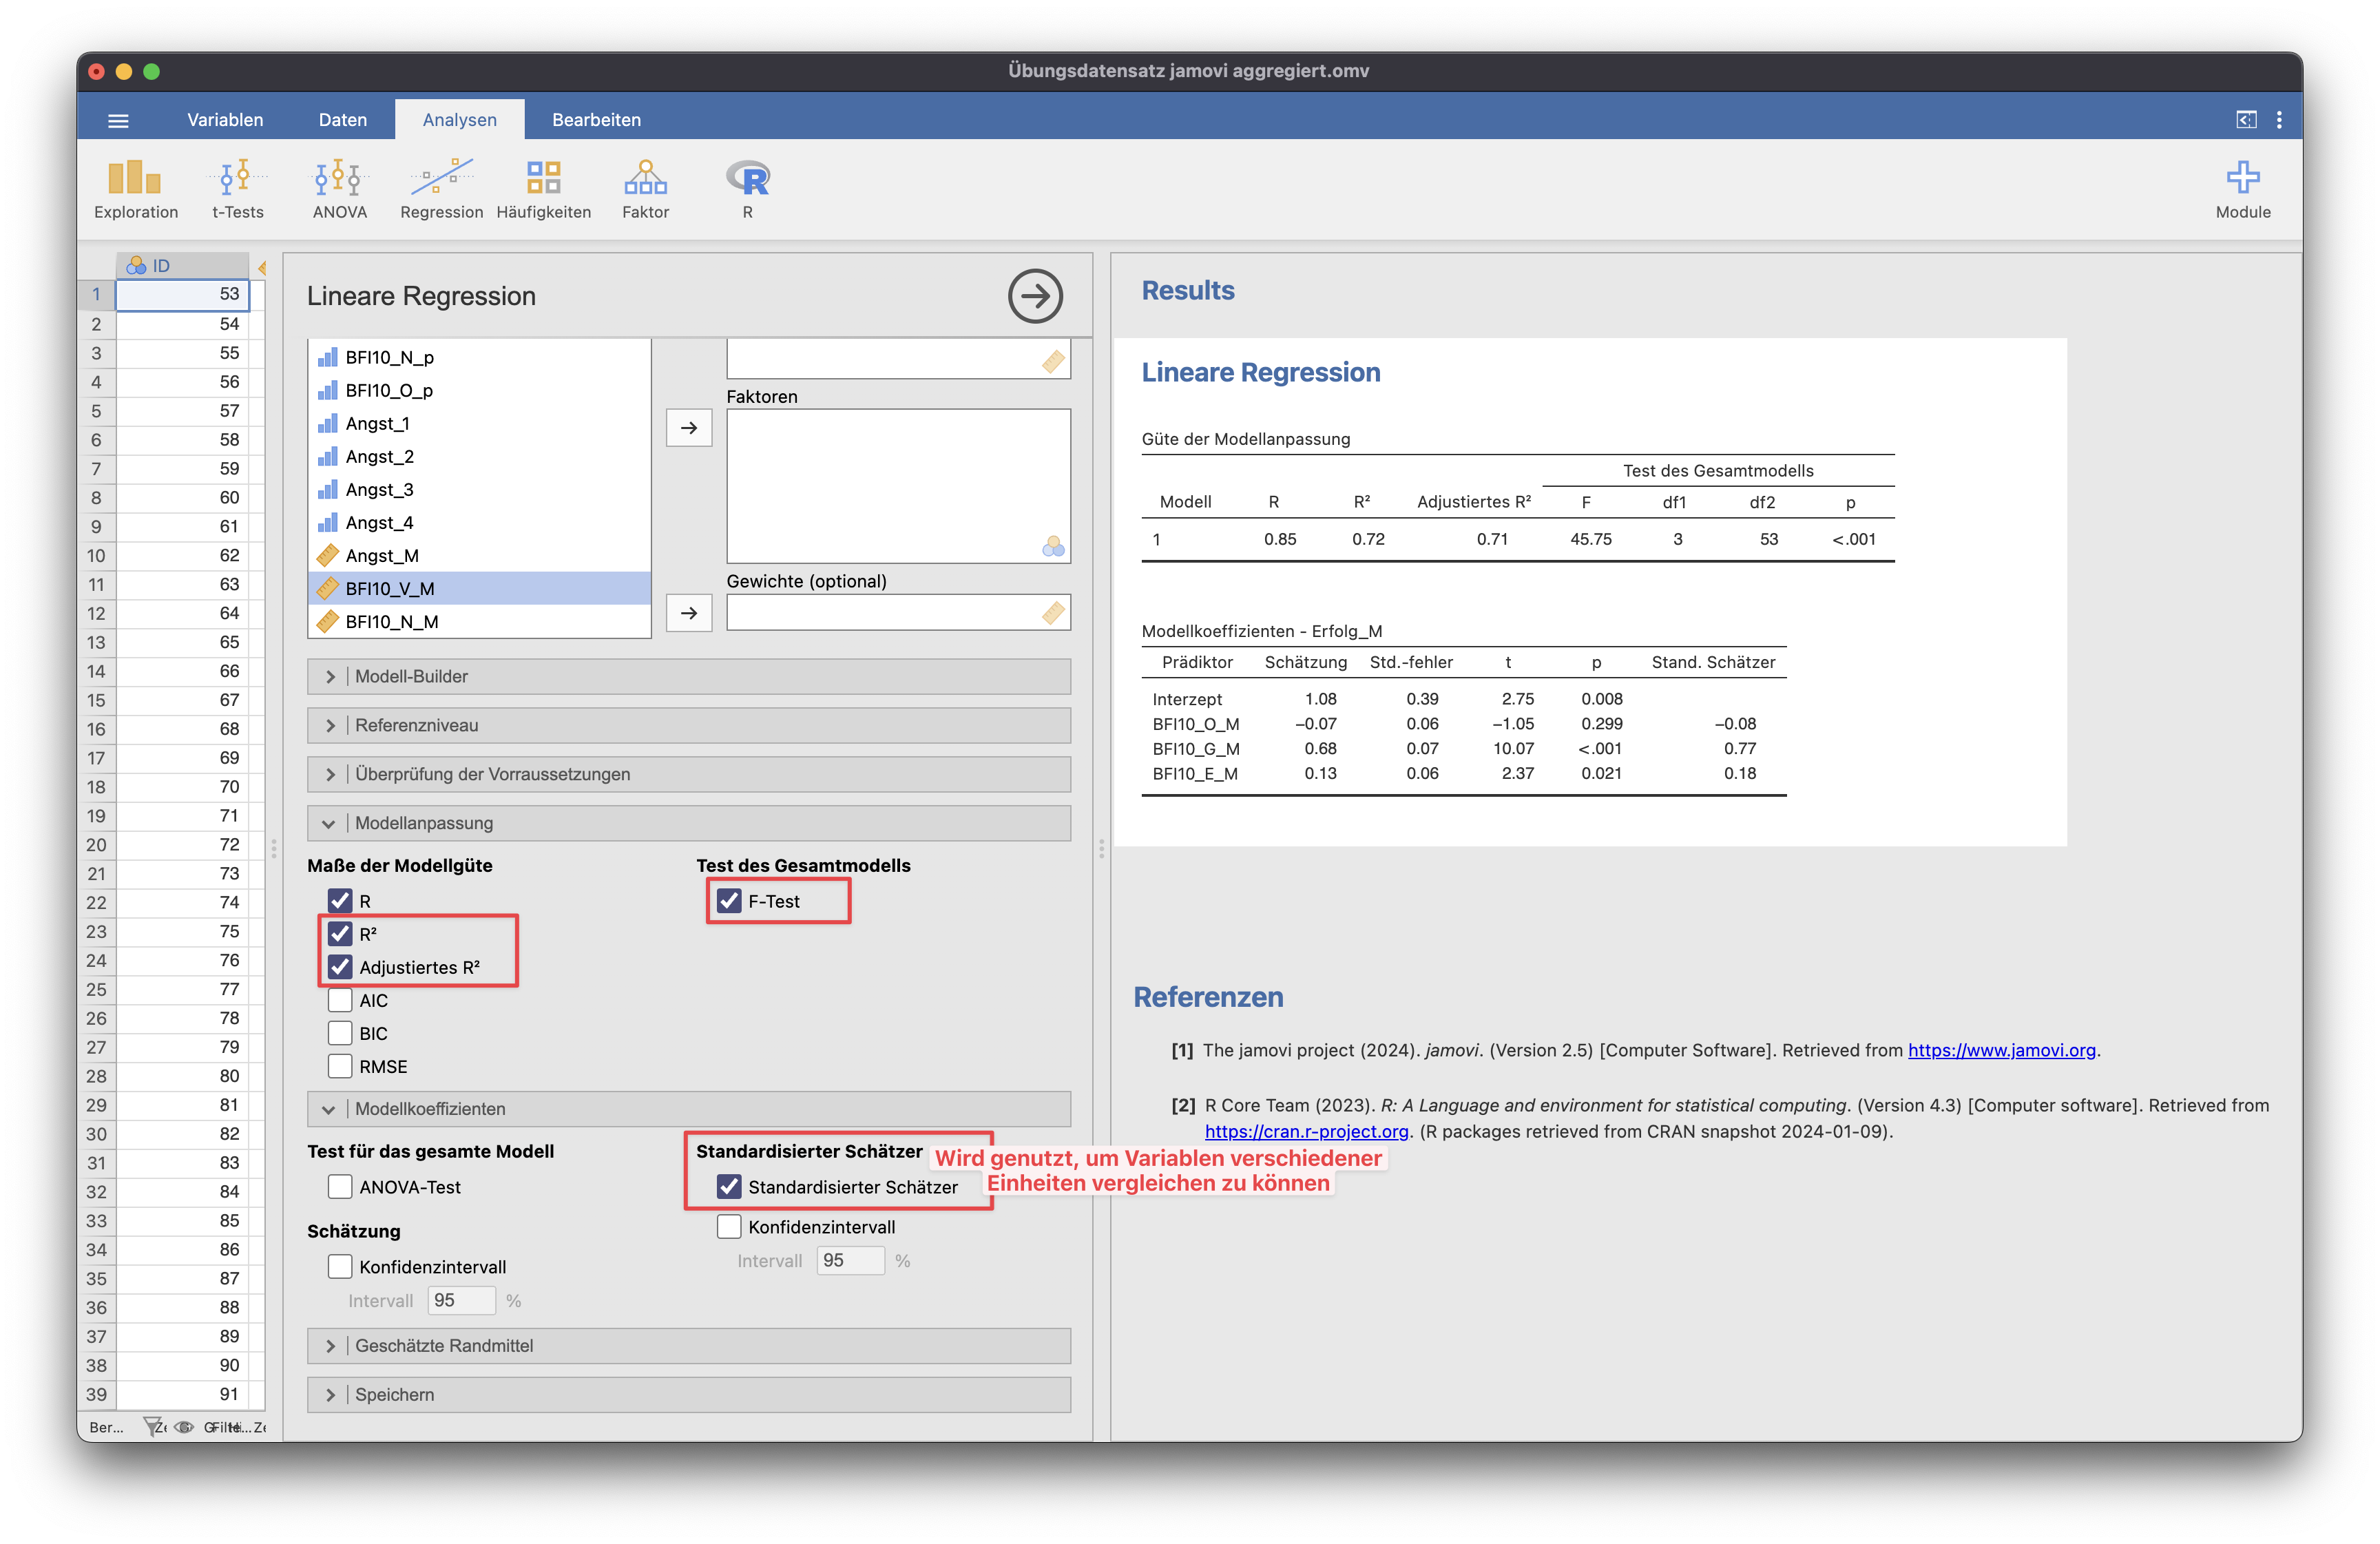 Übungsdatensatz jamovi aggregiert.omv
Variablen Daten Analysen Bearbeiten
Exploration t-Tests ANOVA Regression Häufigkeiten Faktor R Module
ID
1 53
2 54
3 55
4 56
5 57
6 58
7 59
8 60
9 61
10 62
11 63
12 64
13 65
14 66
15 67
16 68
17 69
18 70
19 71
20 72
21 73
22 74
23 75
24 76
25 77
26 78
27 79
28 80
29 81
30 82
31 83
32 84
33 85
34 86
35 87
36 88
37 89
38 90
39 91
Ber...
Lineare Regression
BFI10_N_p
BFI10_O_p
Angst_1
Angst_2
Angst_3
Angst_4
Angst_M
BFI10_V_M
BFI10_N_M
Faktoren
Gewichte (optional)
Modell-Builder
Referenzniveau
Überprüfung der Vorraussetzungen
Modellanpassung
Maße der Modellgüte
R
R²
Adjustiertes R²
AIC
BIC
RMSE
Test des Gesamtmodells
F-Test
Modellkoeffizienten
Test für das gesamte Modell
ANOVA-Test
Schätzung
Konfidenzintervall
Intervall 95 %
Standardisierter Schätzer
Standardisierter Schätzer
Konfidenzintervall
Intervall 95 %
Wird genutzt, um Variablen verschiedener
Einheiten vergleichen zu können
Geschätzte Randmittel
Speichern
Results
Lineare Regression
Güte der Modellanpassung
Test des Gesamtmodells
Modell R R² Adjustiertes R² F df1 df2 p
1 0.85 0.72 0.71 45.75 3 53 <.001
Modellkoeffizienten - Erfolg_M
Prädiktor Schätzung Std.-fehler t p Stand. Schätzer
Interzept 1.08 0.39 2.75 0.008
BFI10_O_M –0.07 0.06 –1.05 0.299 –0.08
BFI10_G_M 0.68 0.07 10.07 <.001 0.77
BFI10_E_M 0.13 0.06 2.37 0.021 0.18
Referenzen
[1] The jamovi project (2024). jamovi. (Version 2.5) [Computer Software]. Retrieved from https://www.jamovi.org.
[2] R Core Team (2023). R: A Language and environment for statistical computing. (Version 4.3) [Computer software]. Retrieved from
https://cran.r-project.org. (R packages retrieved from CRAN snapshot 2024-01-09).